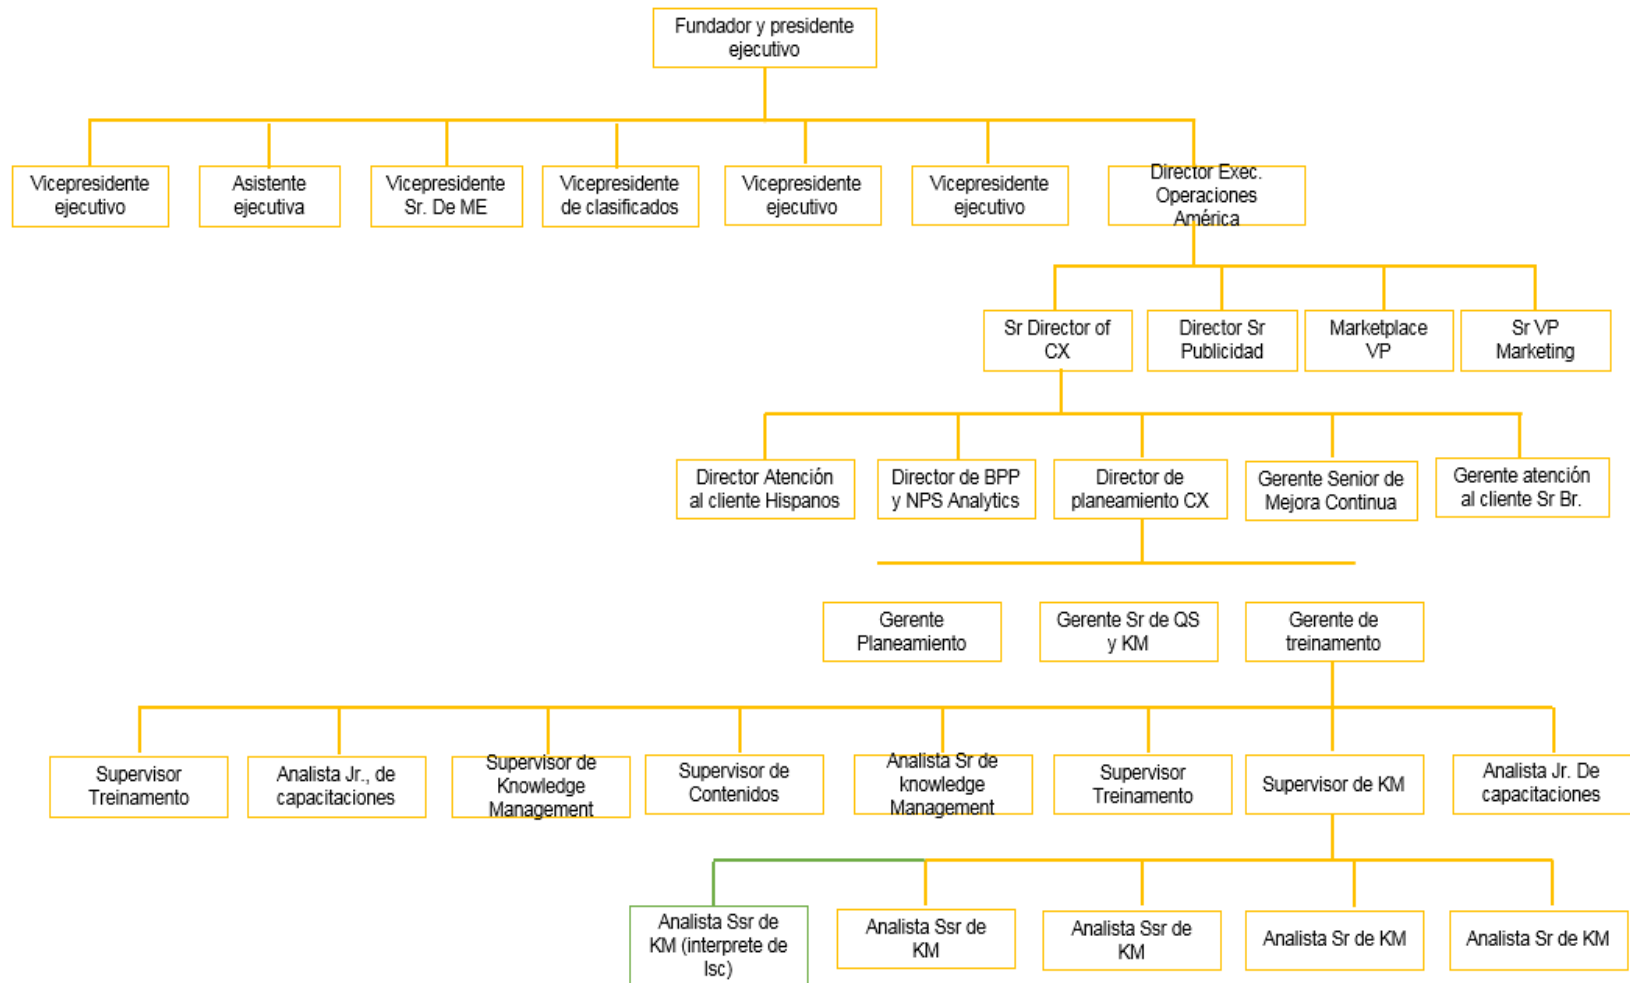 Fundador y presidente
ejecutivo
Vicepresidente
ejecutivo
Asistente
ejecutiva
Vicepresidente
Sr. De ME
Vicepresidente
de clasificados
Vicepresidente
ejecutivo
Vicepresidente
ejecutivo
Director Exec.
Operaciones
América
Sr Director of
CX
Director Sr
Publicidad
Marketplace
VP
Sr VP
Marketing
Director Atención
al cliente Hispanos
Director de BPP
y NPS Analytics
Director de
planeamiento CX
Gerente Senior de
Mejora Continua
Gerente atención
al cliente Sr Br.
Gerente
Planeamiento
Gerente Sr de QS
y KM
Gerente de
treinamento
Supervisor
Treinamento
Analista Jr., de
capacitaciones
Supervisor de
Knowledge
Management
Supervisor de
Contenidos
Analista Sr de
knowledge
Management
Supervisor
Treinamento
Supervisor de KM
Analista Jr. De
capacitaciones
Analista Ssr de
KM (interprete de
lsc)
Analista Ssr de
KM
Analista Ssr de
KM
Analista Sr de KM
Analista Sr de KM